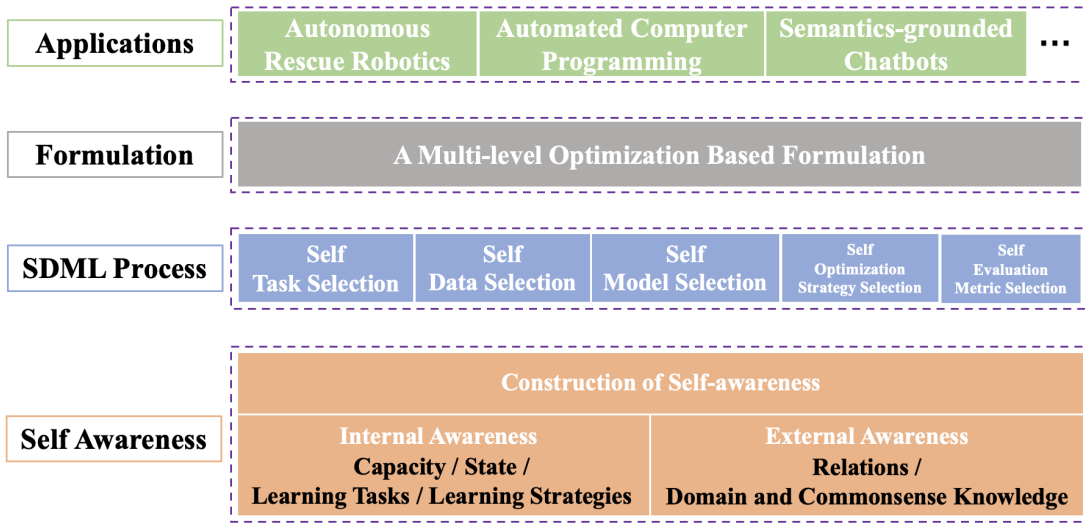 Applications
Autonomous
Rescue Robotics
Automated Computer
Programming
Semantics-grounded
Chatbots
...
Formulation
A Multi-level Optimization Based Formulation
SDML Process
Self
Task Selection
Self
Data Selection
Self
Model Selection
Self
Optimization
Strategy Selection
Self
Evaluation
Metric Selection
Self Awareness
Construction of Self-awareness
Internal Awareness
Capacity / State /
Learning Tasks / Learning Strategies
External Awareness
Relations /
Domain and Commonsense Knowledge